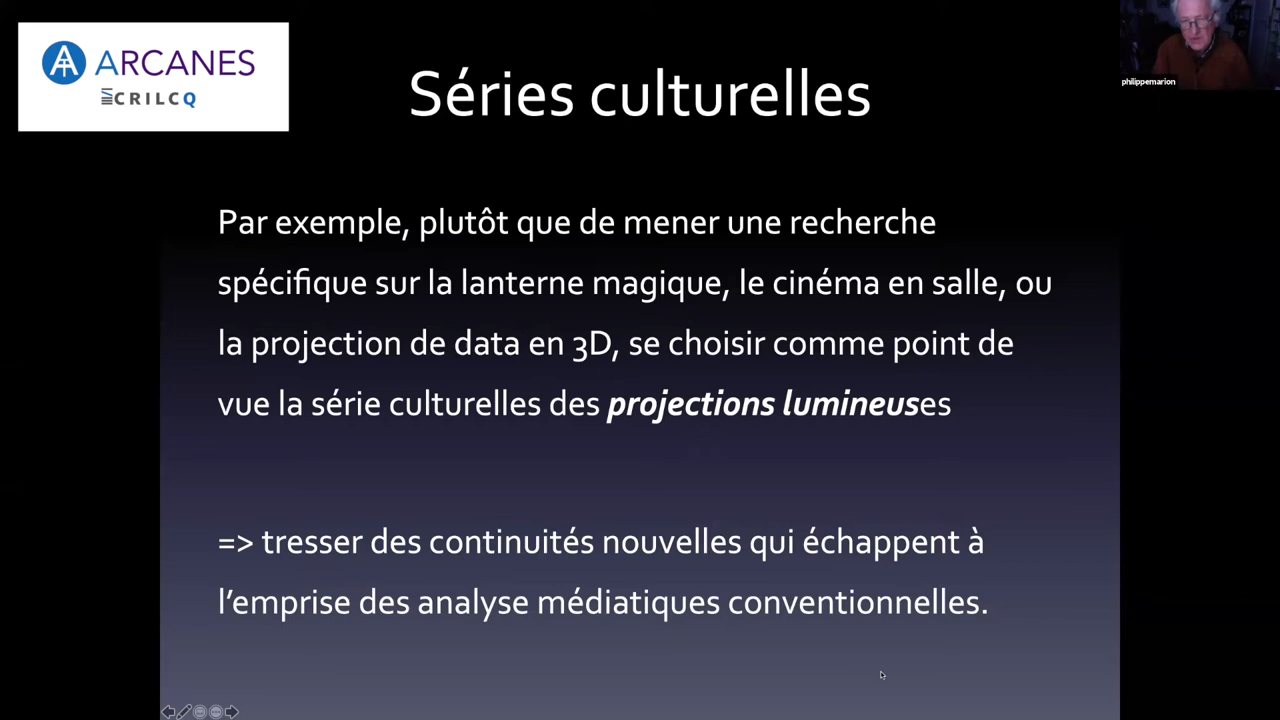 ARCANES
CRILCQ
Séries culturelles
philippemarion
Par exemple, plutôt que de mener une recherche
spécifique sur la lanterne magique, le cinéma en salle, ou
la projection de data en 3D, se choisir comme point de
vue la série culturelles des projections lumineuses
=> tresser des continuités nouvelles qui échappent à
l’emprise des analyse médiatiques conventionnelles.